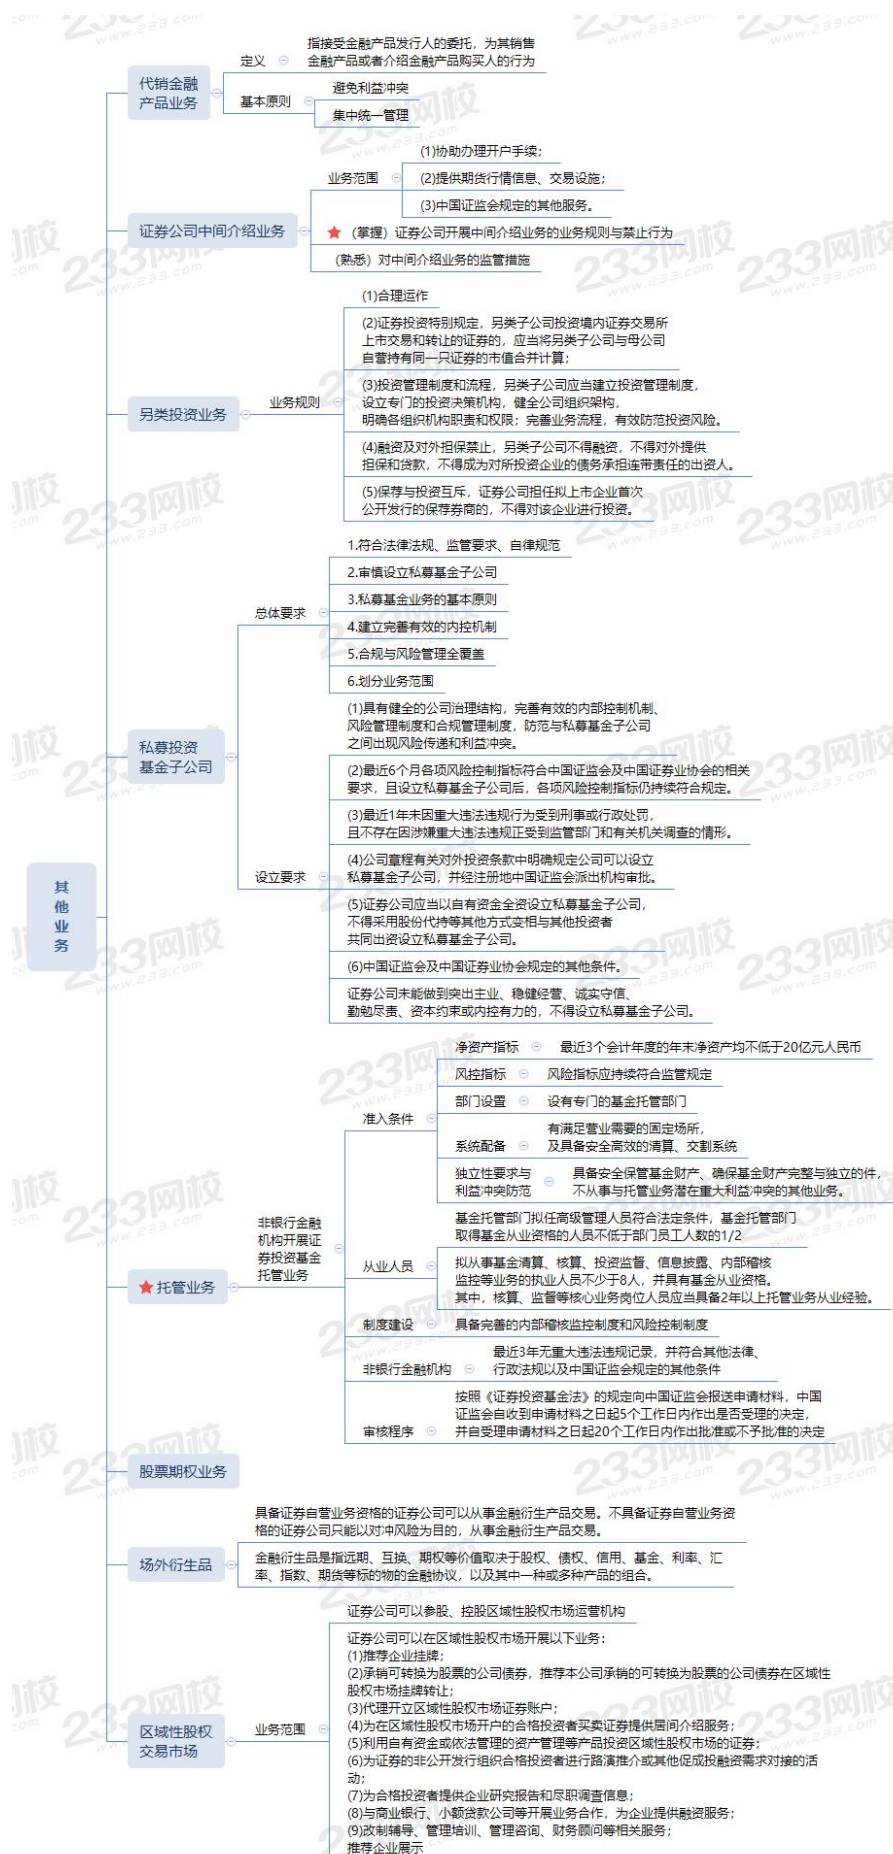 其他业务
代销金融
产品业务
定义
指接受金融产品发行人的委托，为其销售
金融产品或者介绍金融产品购买人的行为
基本原则
避免利益冲突
集中统一管理
证券公司中间介绍业务
业务范围
(1)协助办理开户手续；
(2)提供期货行情信息、交易设施；
(3)中国证监会规定的其他服务。
（掌握）证券公司开展中间介绍业务的业务规则与禁止行为
（熟悉）对中间介绍业务的监管措施
另类投资业务
业务规则
(1)合理运作
(2)证券投资特别规定，另类子公司投资境内证券交易所
上市交易和转让的证券的，应当将另类子公司与母公司
自营持有同一只证券的市值合并计算；
(3)投资管理制度和流程，另类子公司应当建立投资管理制度，
设立专门的投资决策机构，健全公司组织架构，
明确各组织机构职责和权限；完善业务流程，有效防范投资风险。
(4)融资及对外担保禁止，另类子公司不得融资，不得对外提供
担保和贷款，不得成为对所投资企业的债务承担连带责任的出资人。
(5)保荐与投资互斥，证券公司担任拟上市企业首次
公开发行的保荐券商的，不得对该企业进行投资。
私募投资
基金子公司
总体要求
1.符合法律法规、监管要求、自律规范
2.审慎设立私募基金子公司
3.私募基金业务的基本原则
4.建立完善有效的内控机制
5.合规与风险管理全覆盖
6.划分业务范围
设立要求
(1)具有健全的公司治理结构，完善有效的内部控制机制、
风险管理制度和合规管理制度，防范与私募基金子公司
之间出现风险传递和利益冲突。
(2)最近6个月各项风险控制指标符合中国证监会及中国证券业协会的相关
要求，且设立私募基金子公司后，各项风险控制指标仍持续符合规定。
(3)最近1年未因重大违法违规行为受到刑事或行政处罚，
且不存在因涉嫌重大违法违规正受到监管部门和有关机关调查的情形。
(4)公司章程有关对外投资条款中明确规定公司可以设立
私募基金子公司，并经注册地中国证监会派出机构审批。
(5)证券公司应当以自有资金全资设立私募基金子公司，
不得采用股份代持等其他方式变相与其他投资者
共同出资设立私募基金子公司。
(6)中国证监会及中国证券业协会规定的其他条件。
证券公司未能做到突出主业、稳健经营、诚实守信、
勤勉尽责、资本约束或内控有力的，不得设立私募基金子公司。
托管业务
非银行金融
机构开展证
券投资基金
托管业务
准入条件
净资产指标
最近3个会计年度的年末净资产均不低于20亿元人民币
风控指标
风险指标应持续符合监管规定
部门设置
设有专门的基金托管部门
系统配备
有满足营业需要的固定场所，
及具备安全高效的清算、交割系统
独立性要求与
利益冲突防范
具备安全保管基金财产、确保基金财产完整与独立的件，
不从事与托管业务潜在重大利益冲突的其他业务。
从业人员
基金托管部门拟任高级管理人员符合法定条件，基金托管部门
取得基金从业资格的人员不低于部门员工人数的1/2
拟从事基金清算、核算、投资监督、信息披露、内部稽核
监控等业务的执业人员不少于8人，并具有基金从业资格。
其中，核算、监督等核心业务岗位人员应当具备2年以上托管业务从业经验。
制度建设
具备完善的内部稽核监控制度和风险控制制度
非银行金融机构
最近3年无重大违法违规记录，并符合其他法律、
行政法规以及中国证监会规定的其他条件
审核程序
按照《证券投资基金法》的规定向中国证监会报送申请材料，中国
证监会自收到申请材料之日起5个工作日内作出是否受理的决定，
并自受理申请材料之日起20个工作日内作出批准或不予批准的决定
股票期权业务
场外衍生品
具备证券自营业务资格的证券公司可以从事金融衍生产品交易。不具备证券自营业务资
格的证券公司只能以对冲风险为目的，从事金融衍生产品交易。
金融衍生品是指远期、互换、期权等价值取决于股权、债权、信用、基金、利率、汇
率、指数、期货等标的物的金融协议，以及其中一种或多种产品的组合。
区域性股权
交易市场
业务范围
证券公司可以参股、控股区域性股权市场运营机构
证券公司可以在区域性股权市场开展以下业务：
(1)推荐企业挂牌；
(2)承销可转换为股票的公司债券，推荐本公司承销的可转换为股票的公司债券在区域性
股权市场挂牌转让；
(3)代理开立区域性股权市场证券账户；
(4)为在区域性股权市场开户的合格投资者买卖证券提供居间介绍服务；
(5)利用自有资金或依法管理的资产管理等产品投资区域性股权市场的证券；
(6)为证券的非公开发行组织合格投资者进行路演推介或其他促成投融资需求对接的活
动；
(7)为合格投资者提供企业研究报告和尽职调查信息；
(8)与商业银行、小额贷款公司等开展业务合作，为企业提供融资服务；
(9)改制辅导、管理培训、管理咨询、财务顾问等相关服务；
推荐企业展示
233网校
www.233.com